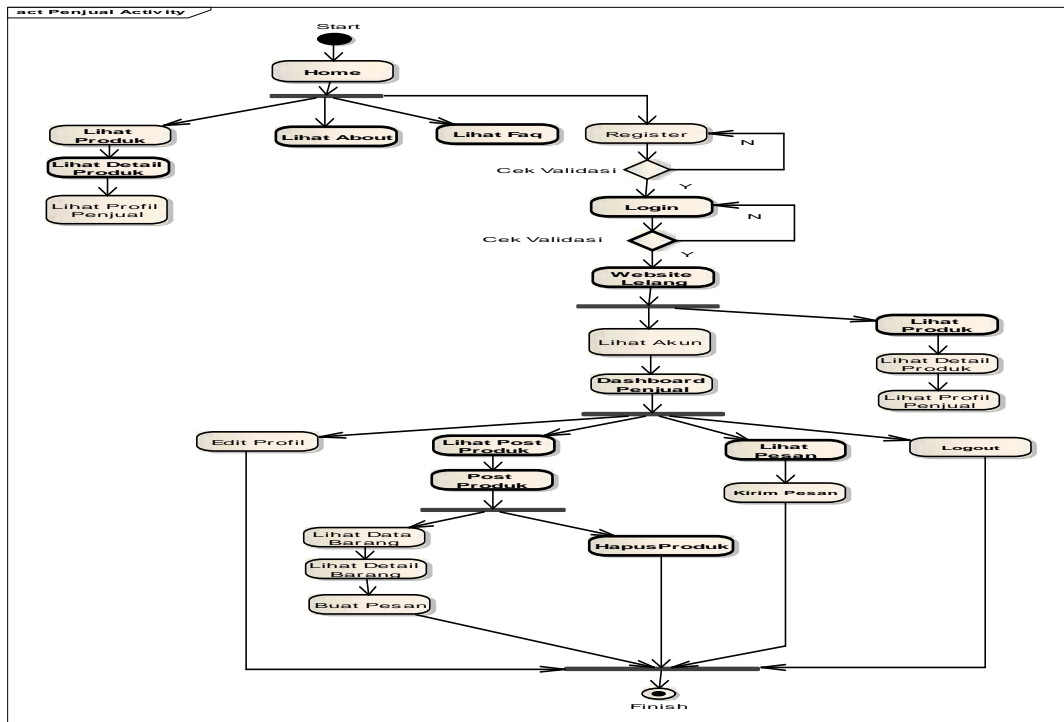 act Penjual Activity
Start
Home
Lihat
Produk
Lihat About
Lihat Faq
Register
N
Lihat Detail
Produk
Cek Validasi
Y
Lihat Profil
Penjual
Login
N
Cek Validasi
Y
Website
Lelang
Lihat
Produk
Lihat Akun
Lihat Detail
Produk
Dashboard
Penjual
Lihat Profil
Penjual
Edit Profil
Lihat Post
Produk
Lihat
Pesan
Logout
Post
Produk
Kirim Pesan
Lihat Data
Barang
HapusProduk
Lihat Detail
Barang
Buat Pesan
Finish